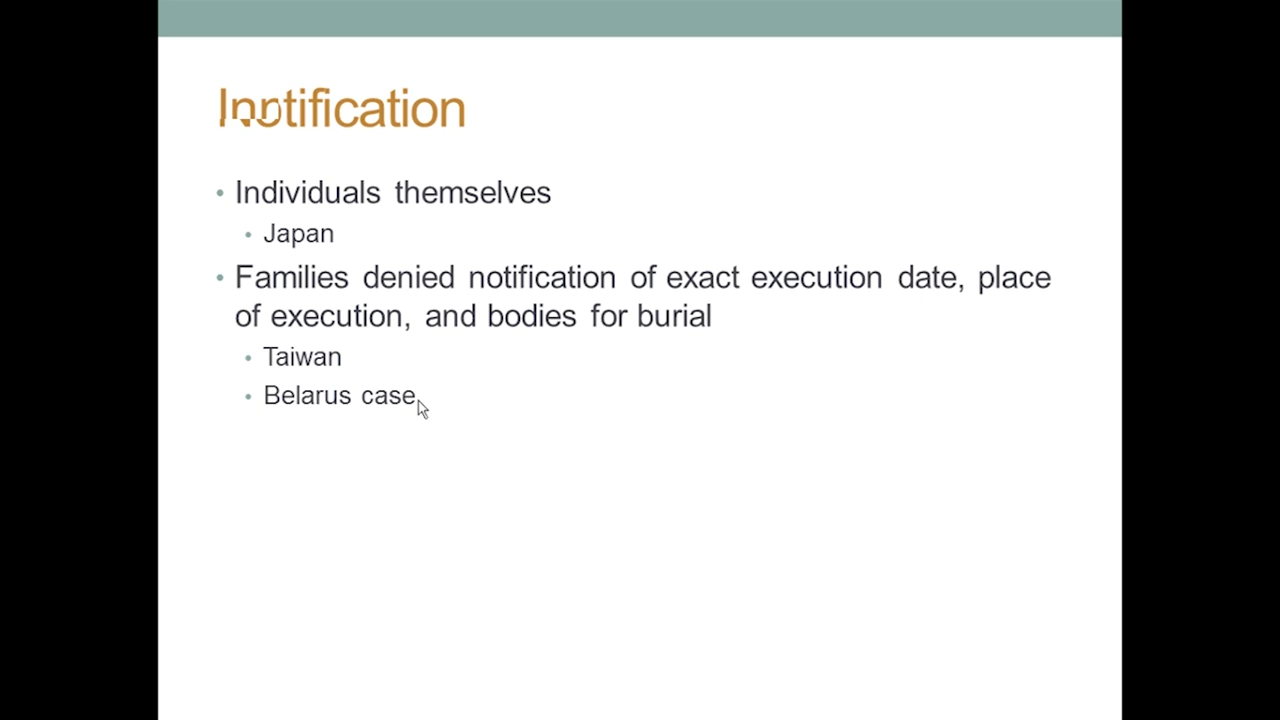 • Individuals themselves
• Japan
• Families denied notification of exact execution date, place
of execution, and bodies for burial
• Taiwan
• Belarus case